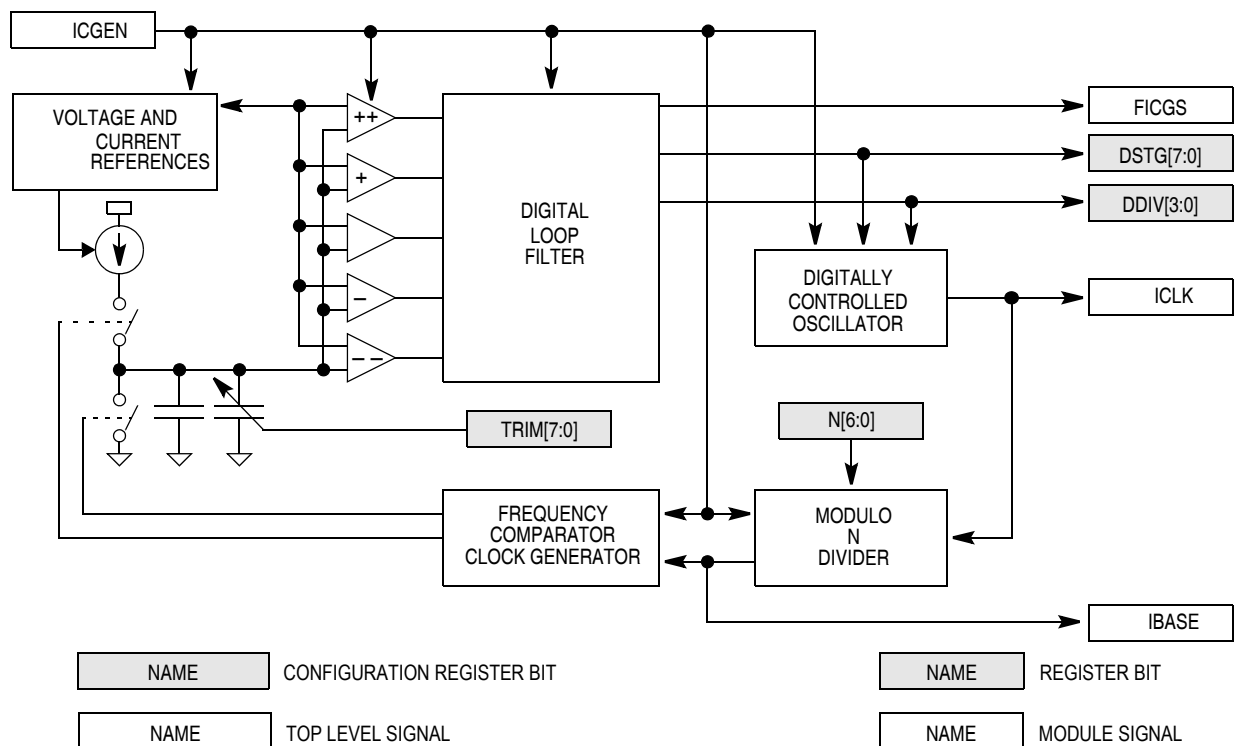 ICGEN
VOLTAGE AND
CURRENT
REFERENCES
++
+
−
− −
DIGITAL
LOOP
FILTER
FICGS
DSTG[7:0]
DDIV[3:0]
DIGITALLY
CONTROLLED
OSCILLATOR
ICLK
TRIM[7:0]
N[6:0]
FREQUENCY
COMPARATOR
CLOCK GENERATOR
MODULO
N
DIVIDER
IBASE
NAME CONFIGURATION REGISTER BIT
NAME REGISTER BIT
NAME TOP LEVEL SIGNAL
NAME MODULE SIGNAL